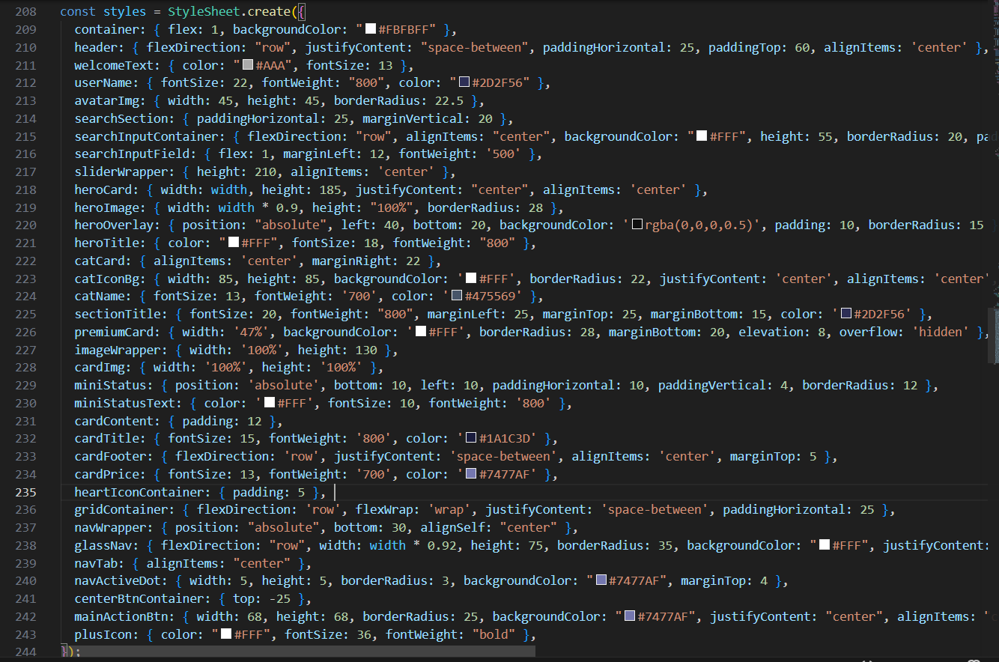 208 const styles = StyleSheet.create({
209 container: { flex: 1, backgroundColor: "#FBFBFF" },
210 header: { flexDirection: "row", justifyContent: "space-between", paddingHorizontal: 25, paddingTop: 60, alignItems: 'center' },
211 welcomeText: { color: "#AAA", fontSize: 13 },
212 userName: { fontSize: 22, fontWeight: "800", color: "#2D2F56" },
213 avatarImg: { width: 45, height: 45, borderRadius: 22.5 },
214 searchSection: { paddingHorizontal: 25, marginVertical: 20 },
215 searchInputContainer: { flexDirection: "row", alignItems: "center", backgroundColor: "#FFF", height: 55, borderRadius: 20,
216 searchInputField: { flex: 1, marginLeft: 12, fontWeight: '500' },
217 sliderWrapper: { height: 210, alignItems: 'center' },
218 heroCard: { width: width, height: 185, justifyContent: "center", alignItems: 'center' },
219 heroImage: { width: width * 0.9, height: "100%", borderRadius: 28 },
220 heroOverlay: { position: "absolute", left: 40, bottom: 20, backgroundColor: 'rgba(0,0,0,0.5)', padding: 10, borderRadius: 15
221 heroTitle: { color: "#FFF", fontSize: 18, fontWeight: "800" },
222 catCard: { alignItems: 'center', marginRight: 22 },
223 catIconBg: { width: 85, height: 85, backgroundColor: '#FFF', borderRadius: 22, justifyContent: 'center', alignItems: 'center'
224 catName: { fontSize: 13, fontWeight: '700', color: '#475569' },
225 sectionTitle: { fontSize: 20, fontWeight: "800", marginLeft: 25, marginTop: 25, marginBottom: 15, color: '#2D2F56' },
226 premiumCard: { width: '47%', backgroundColor: '#FFF', borderRadius: 28, marginBottom: 20, elevation: 8, overflow: 'hidden' },
227 imageWrapper: { width: '100%', height: 130 },
228 cardImg: { width: '100%', height: '100%' },
229 miniStatus: { position: 'absolute', bottom: 10, left: 10, paddingHorizontal: 10, paddingVertical: 4, borderRadius: 12 },
230 miniStatusText: { color: '#FFF', fontSize: 10, fontWeight: '800' },
231 cardContent: { padding: 12 },
232 cardTitle: { fontSize: 15, fontWeight: '800', color: '#1A1C3D' },
233 cardFooter: { flexDirection: 'row', justifyContent: 'space-between', alignItems: 'center', marginTop: 5 },
234 cardPrice: { fontSize: 13, fontWeight: '700', color: '#7477AF' },
235 heartIconContainer: { padding: 5 },
236 gridContainer: { flexDirection: 'row', flexWrap: 'wrap', justifyContent: 'space-between', paddingHorizontal: 25 },
237 navWrapper: { position: "absolute", bottom: 30, alignSelf: "center" },
238 glassNav: { flexDirection: "row", width: width * 0.92, height: 75, borderRadius: 35, backgroundColor: "#FFF", justifyContent:
239 navTab: { alignItems: "center" },
240 navActiveDot: { width: 5, height: 5, borderRadius: 3, backgroundColor: "#7477AF", marginTop: 4 },
241 centerBtnContainer: { top: -25 },
242 mainActionBtn: { width: 68, height: 68, borderRadius: 25, backgroundColor: "#7477AF", justifyContent: "center", alignItems:
243 plusIcon: { color: "#FFF", fontSize: 36, fontWeight: "bold" },
244 });